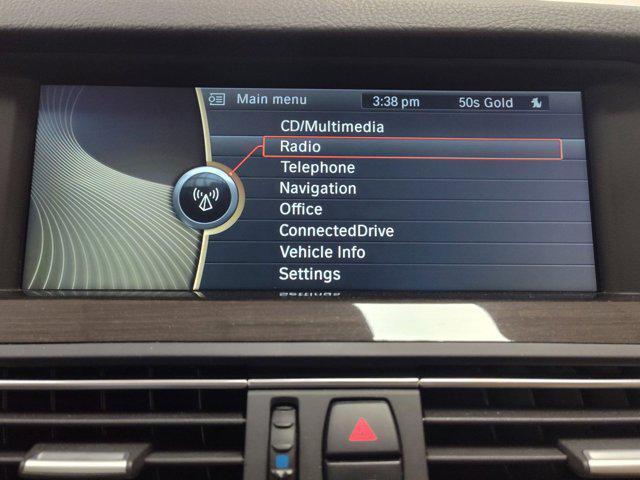 Main menu 3:38 pm 50s Gold
CD/Multimedia
Radio
Telephone
Navigation
Office
ConnectedDrive
Vehicle Info
Settings